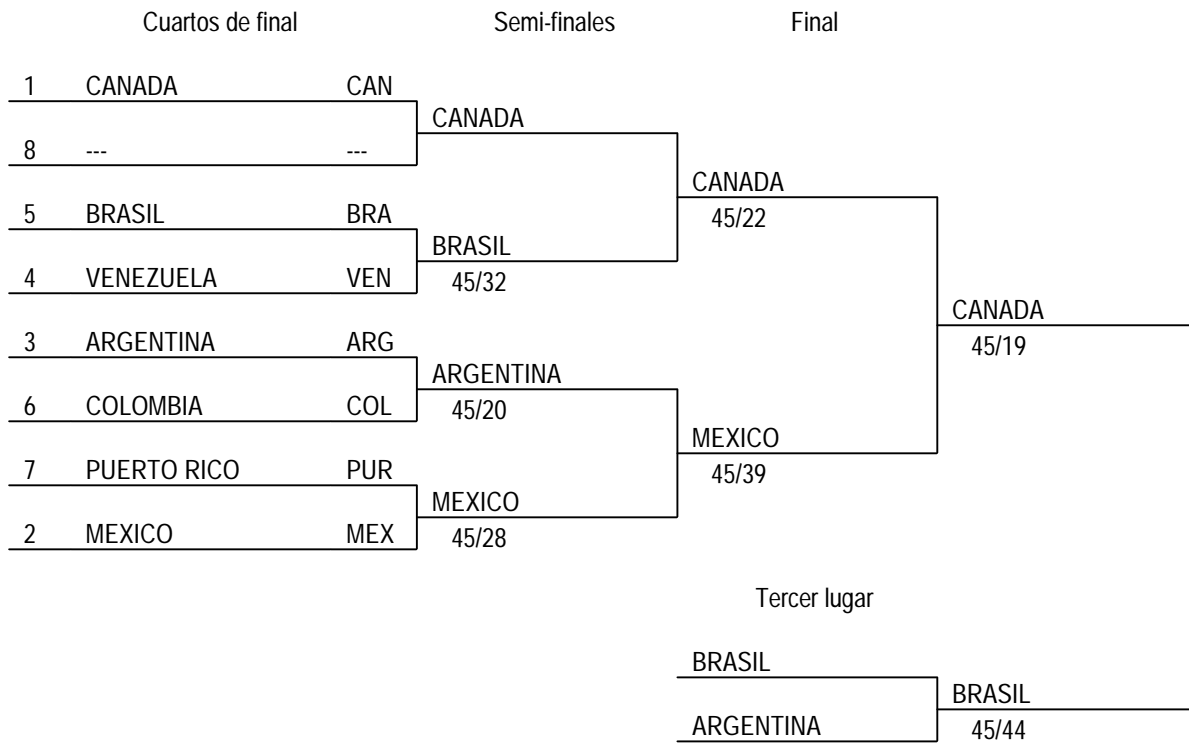 Cuartos de final Semi-finales Final
1 CANADA CAN
CANADA
8 --- ---
CANADA
45/22
5 BRASIL BRA
BRASIL
45/32
4 VENEZUELA VEN
CANADA
45/19
3 ARGENTINA ARG
ARGENTINA
45/20
6 COLOMBIA COL
MEXICO
45/39
7 PUERTO RICO PUR
MEXICO
45/28
2 MEXICO MEX
Tercer lugar
BRASIL
BRASIL
45/44
ARGENTINA